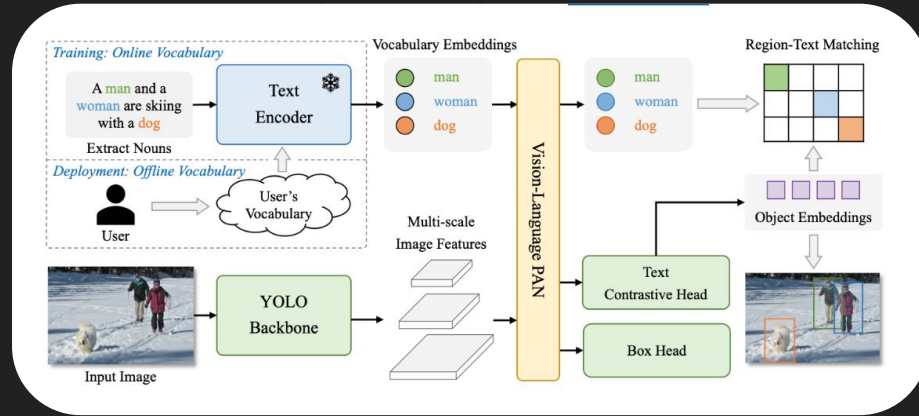 Training: Online Vocabulary
A man and a
woman are skiing
with a dog
Extract Nouns
Text
Encoder
Vocabulary Embeddings
man
woman
dog
Vision-Language PAN
man
woman
dog
Region-Text Matching
Deployment: Offline Vocabulary
User
User's
Vocabulary
Multi-scale
Image Features
Object Embeddings
Input Image
YOLO
Backbone
Text
Contrastive Head
Box Head